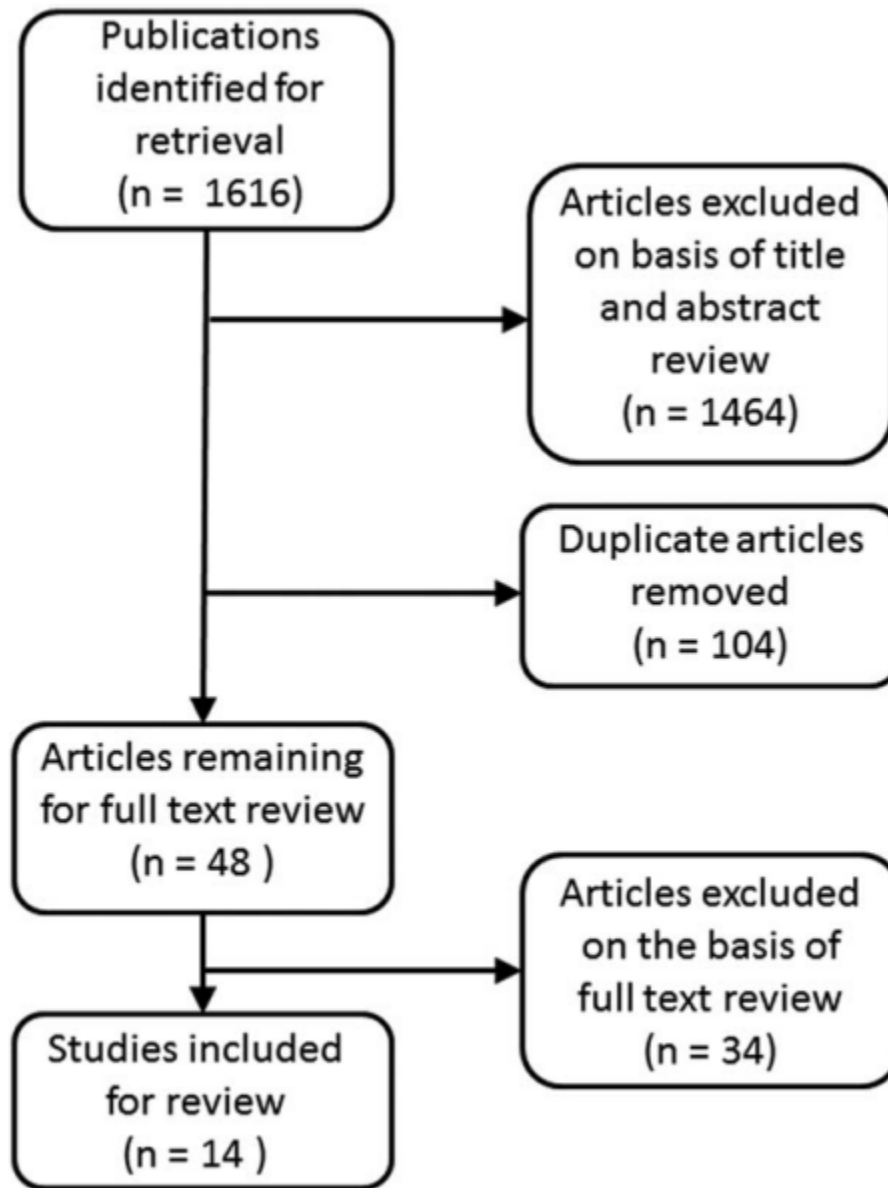 Publications
identified for
retrieval
(n =  1616)
Articles excluded
on basis of title
and abstract
review
(n = 1464)
Duplicate articles
removed
(n = 104)
Articles remaining
for full text review
(n = 48 )
Articles excluded
on the basis of
full text review
(n = 34)
Studies included
for review
(n = 14 )